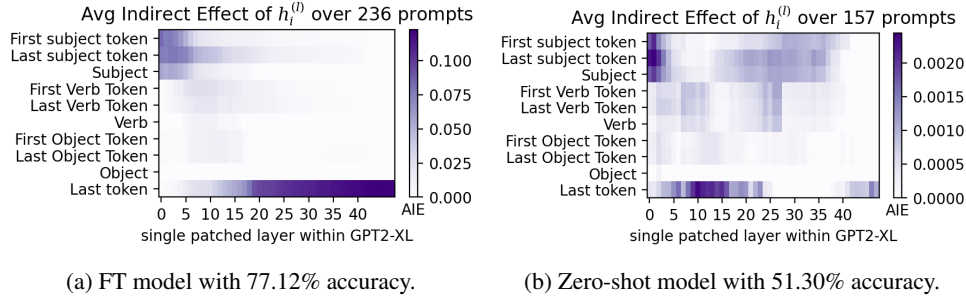 Avg Indirect Effect of h_i^(l) over 236 prompts
First subject token
Last subject token
Subject
First Verb Token
Last Verb Token
Verb
First Object Token
Last Object Token
Object
Last token
0 5 10 15 20 25 30 35 40
single patched layer within GPT2-XL
0.100
0.075
0.050
0.025
0.000
AIE
(a) FT model with 77.12% accuracy.
Avg Indirect Effect of h_i^(l) over 157 prompts
First subject token
Last subject token
Subject
First Verb Token
Last Verb Token
Verb
First Object Token
Last Object Token
Object
Last token
0 5 10 15 20 25 30 35 40
single patched layer within GPT2-XL
0.0020
0.0015
0.0010
0.0005
0.0000
AIE
(b) Zero-shot model with 51.30% accuracy.